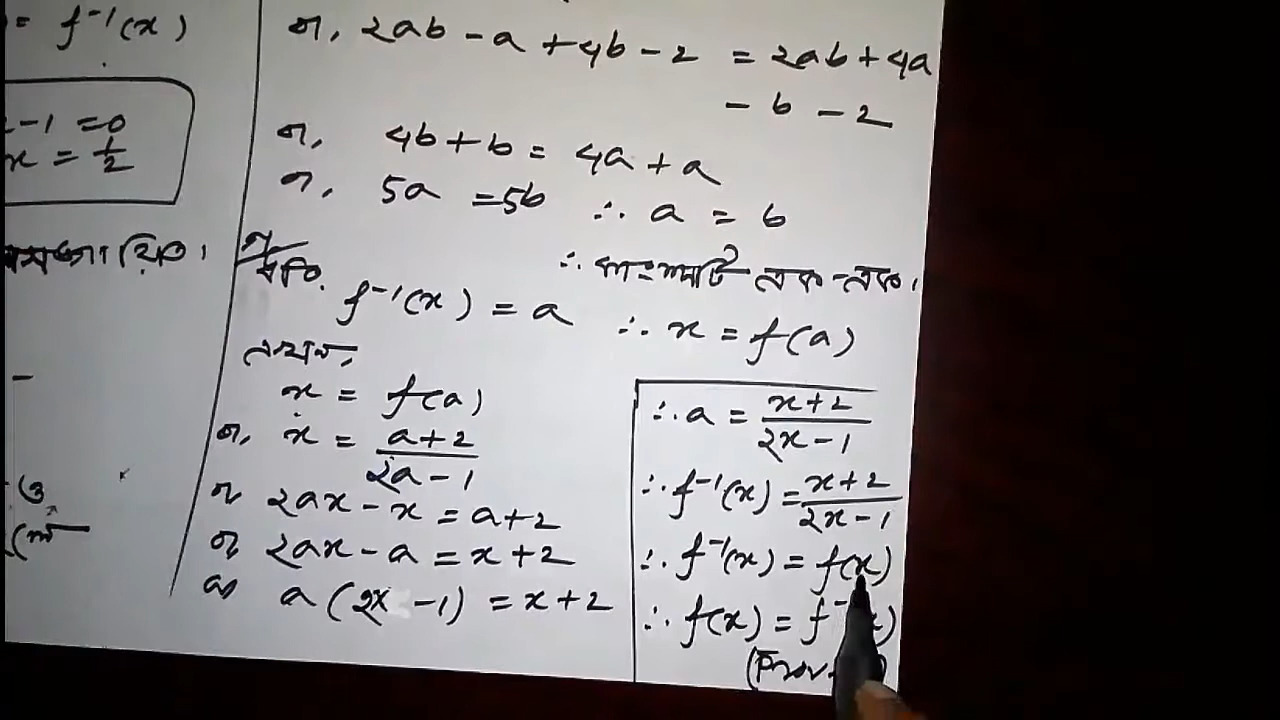 = f⁻¹(x)
-1 =0
x = 1/2
বা, 2ab - a + 4b - 2 = 2ab + 4a
- b - 2
বা, 4b + b = 4a + a
বা, 5a = 5b ∴ a = b
∴ ফাংশনটি এক-এক।
ধরি,
f⁻¹(x) = a ∴ x = f(a)
এখন,
x = f(a)
বা, x = (a+2)/(2a-1)
বা 2ax - x = a+2
বা 2ax - a = x+2
বা a(2x - 1) = x+2
∴ a = (x+2)/(2x-1)
∴ f⁻¹(x) = (x+2)/(2x-1)
∴ f⁻¹(x) = f(x)
∴ f(x) = f⁻ x)
(Prov